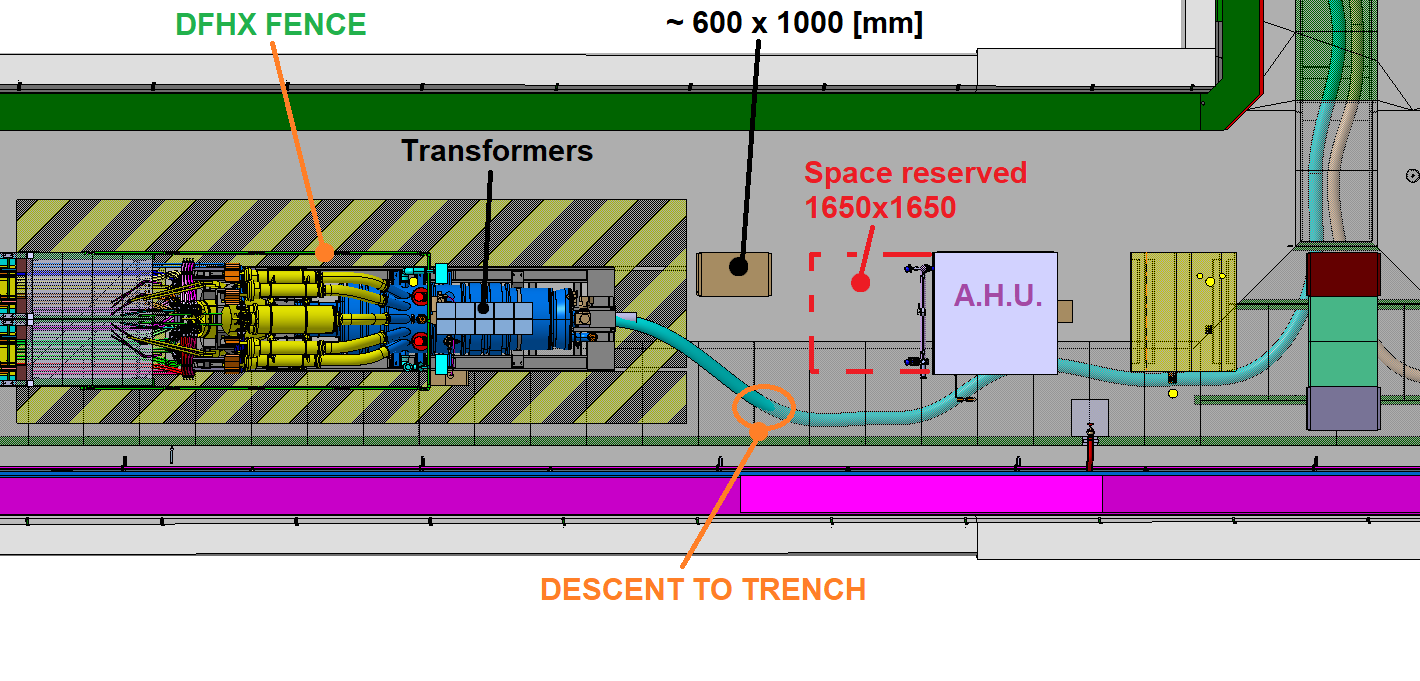 DFHX FENCE
~ 600 x 1000 [mm]
Transformers
Space reserved
1650x1650
A.H.U.
DESCENT TO TRENCH